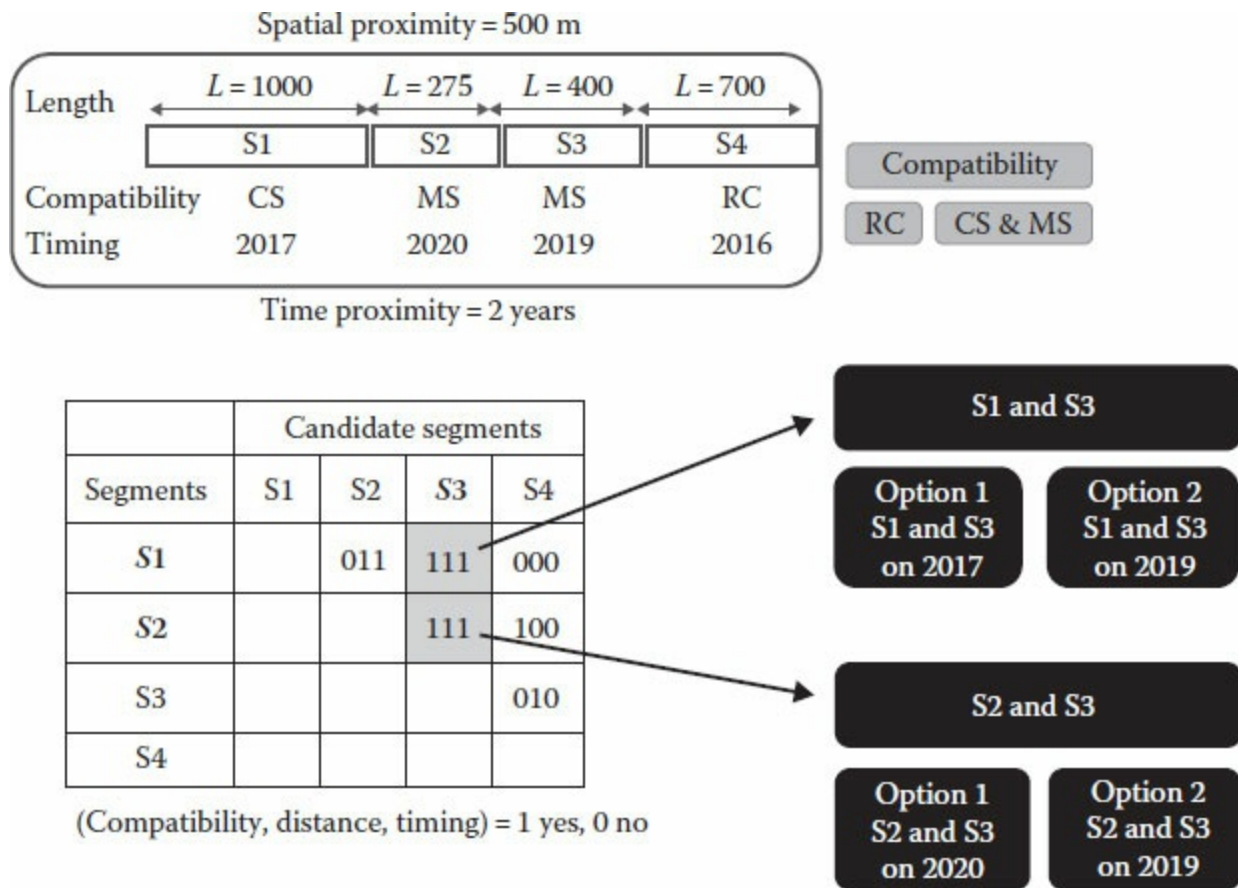 Spatial proximity = 500 m
Length L = 1000 L = 275 L = 400 L = 700
S1 S2 S3 S4
Compatibility CS MS MS RC
Timing 2017 2020 2019 2016
Time proximity = 2 years
Compatibility
RC CS & MS
Candidate segments
Segments S1 S2 S3 S4
S1 011 111 000
S2 111 100
S3 010
S4
(Compatibility, distance, timing) = 1 yes, 0 no
S1 and S3
Option 1
S1 and S3
on 2017
Option 2
S1 and S3
on 2019
S2 and S3
Option 1
S2 and S3
on 2020
Option 2
S2 and S3
on 2019